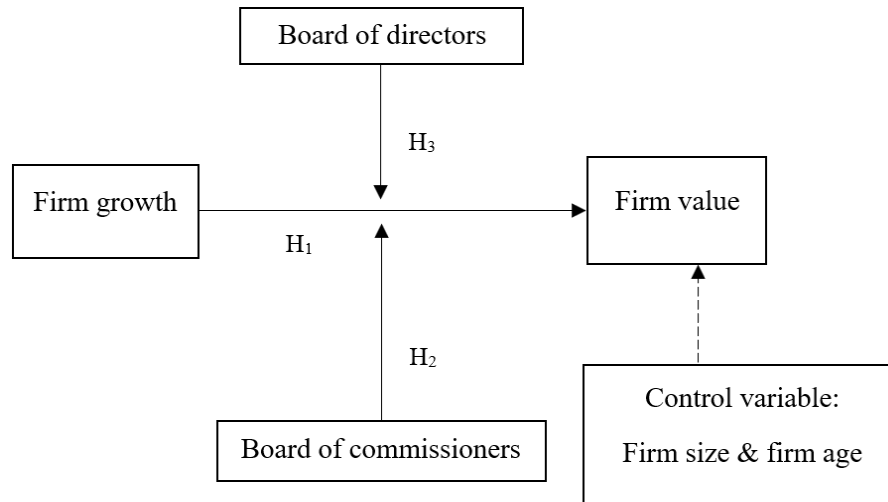 Board of directors
H₃
Firm growth
Firm value
H₁
H₂
Board of commissioners
Control variable:
Firm size & firm age